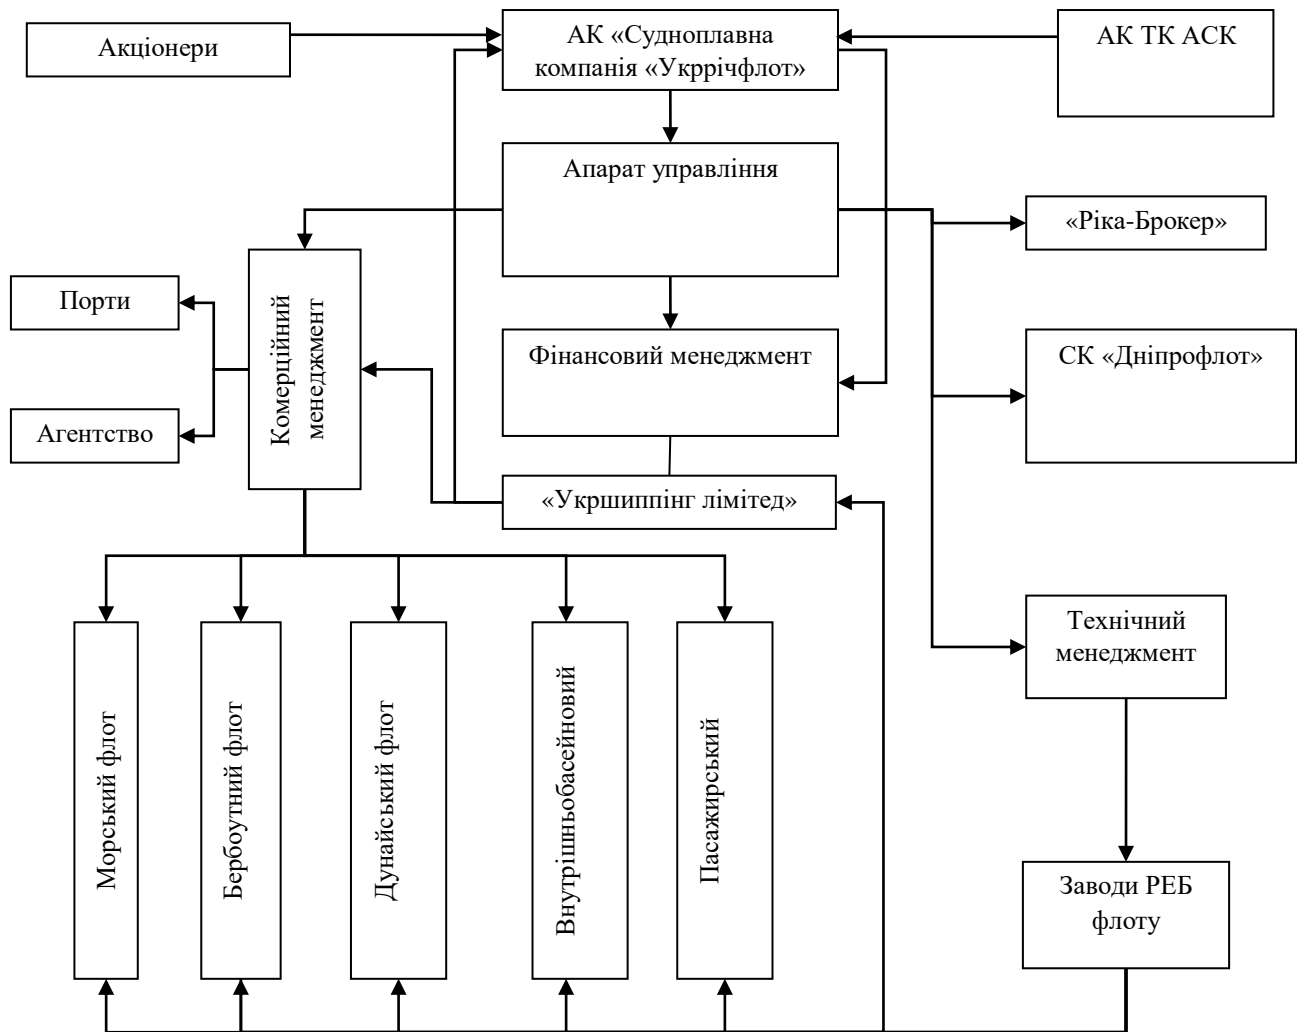 Акціонери
АК «Судноплавна
компанія «Укррічфлот»
АК ТК АСК
Апарат управління
«Ріка-Брокер»
Порти
Комерційний
менеджмент
Фінансовий менеджмент
СК «Дніпрофлот»
Агентство
«Укршиппінг лімітед»
Технічний
менеджмент
Морський флот
Бербоутний флот
Дунайський флот
Внутрішньобасейновий
Пасажирський
Заводи РЕБ
флоту